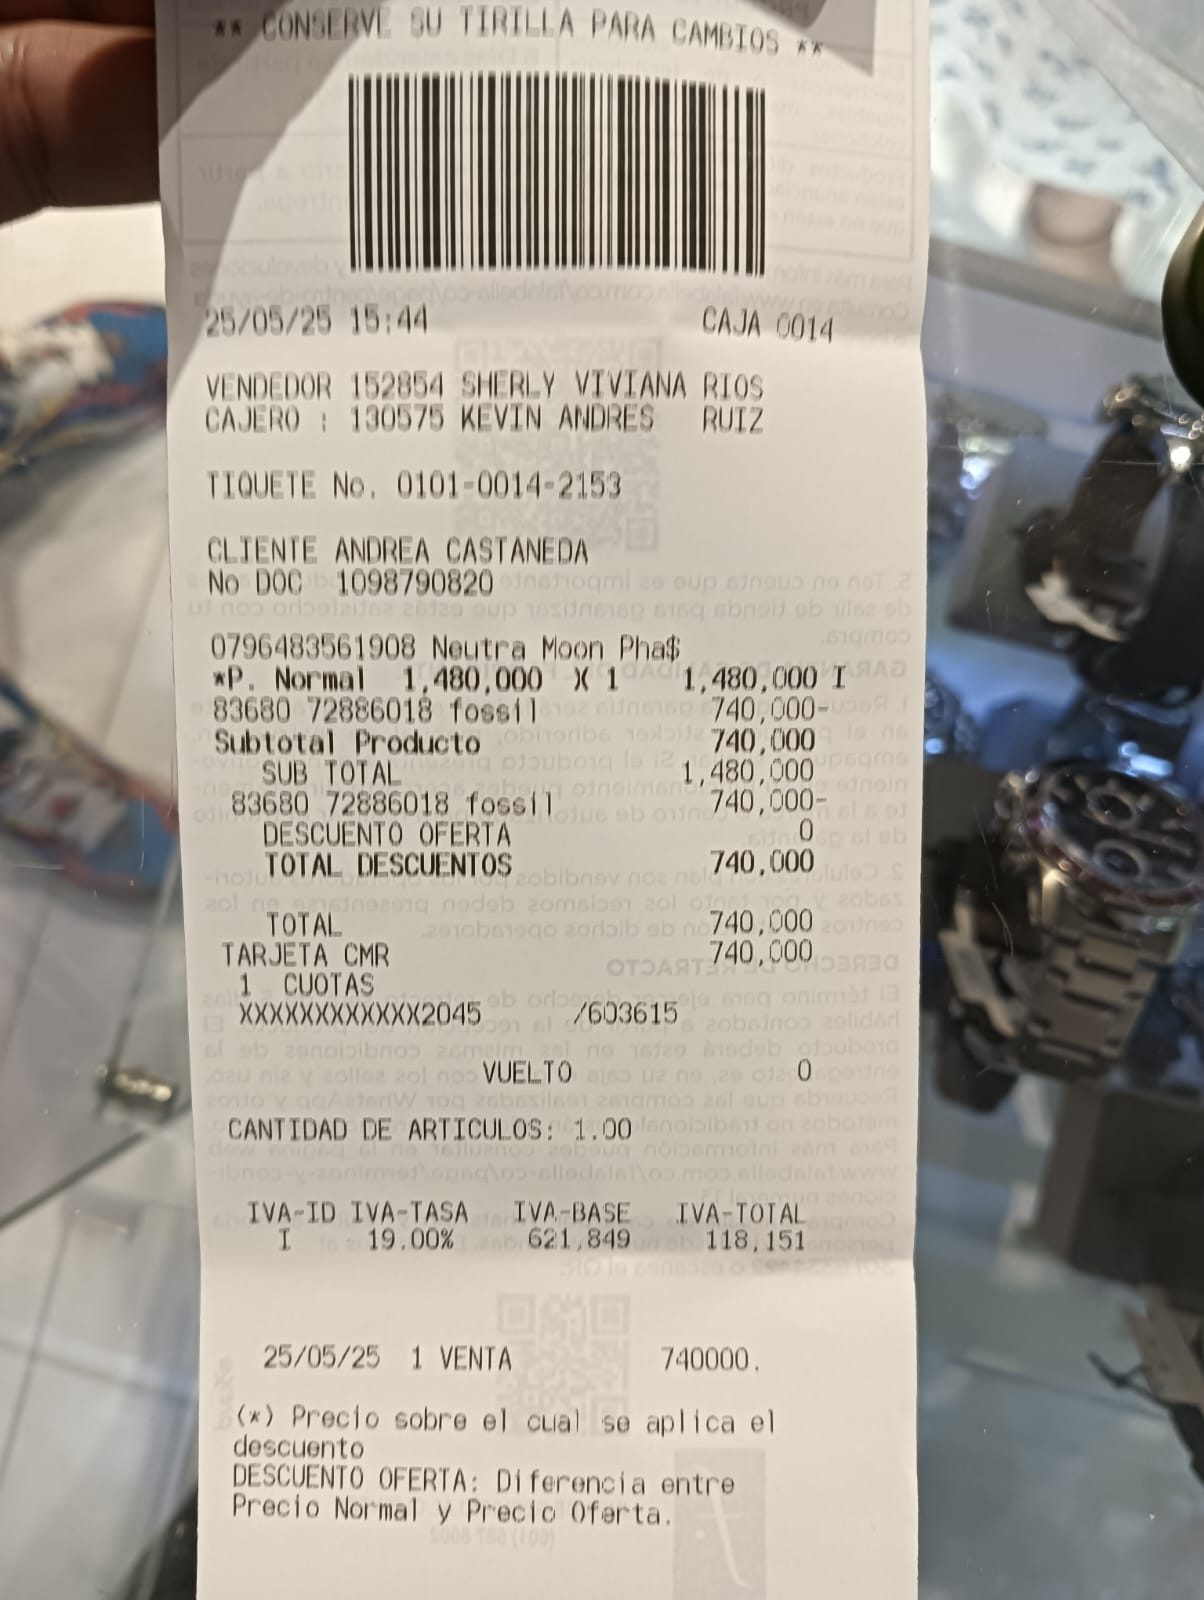 ** CONSERVE SU TIRILLA PARA CAMBIOS **
25/05/25 15:44 CAJA 0014
VENDEDOR 152854 SHERLY VIVIANA RIOS
CAJERO : 130575 KEVIN ANDRES RUIZ
TIQUETE No. 0101-0014-2153
CLIENTE ANDREA CASTANEDA
No DOC 1098790820
0796483561908 Neutra Moon Pha$
*P. Normal 1,480,000 X 1 1,480,000 I
83680 72886018 fossil 740,000-
Subtotal Producto 740,000
SUB TOTAL 1,480,000
83680 72886018 fossil 740,000-
DESCUENTO OFERTA 0
TOTAL DESCUENTOS 740,000
TOTAL 740,000
TARJETA CMR 740,000
1 CUOTAS
XXXXXXXXXXXX2045 /603615
VUELTO 0
CANTIDAD DE ARTICULOS: 1.00
IVA-ID IVA-TASA IVA-BASE IVA-TOTAL
I 19.00% 621,849 118,151
25/05/25 1 VENTA 740000.
(*) Precio sobre el cual se aplica el
descuento
DESCUENTO OFERTA: Diferencia entre
Precio Normal y Precio Oferta.